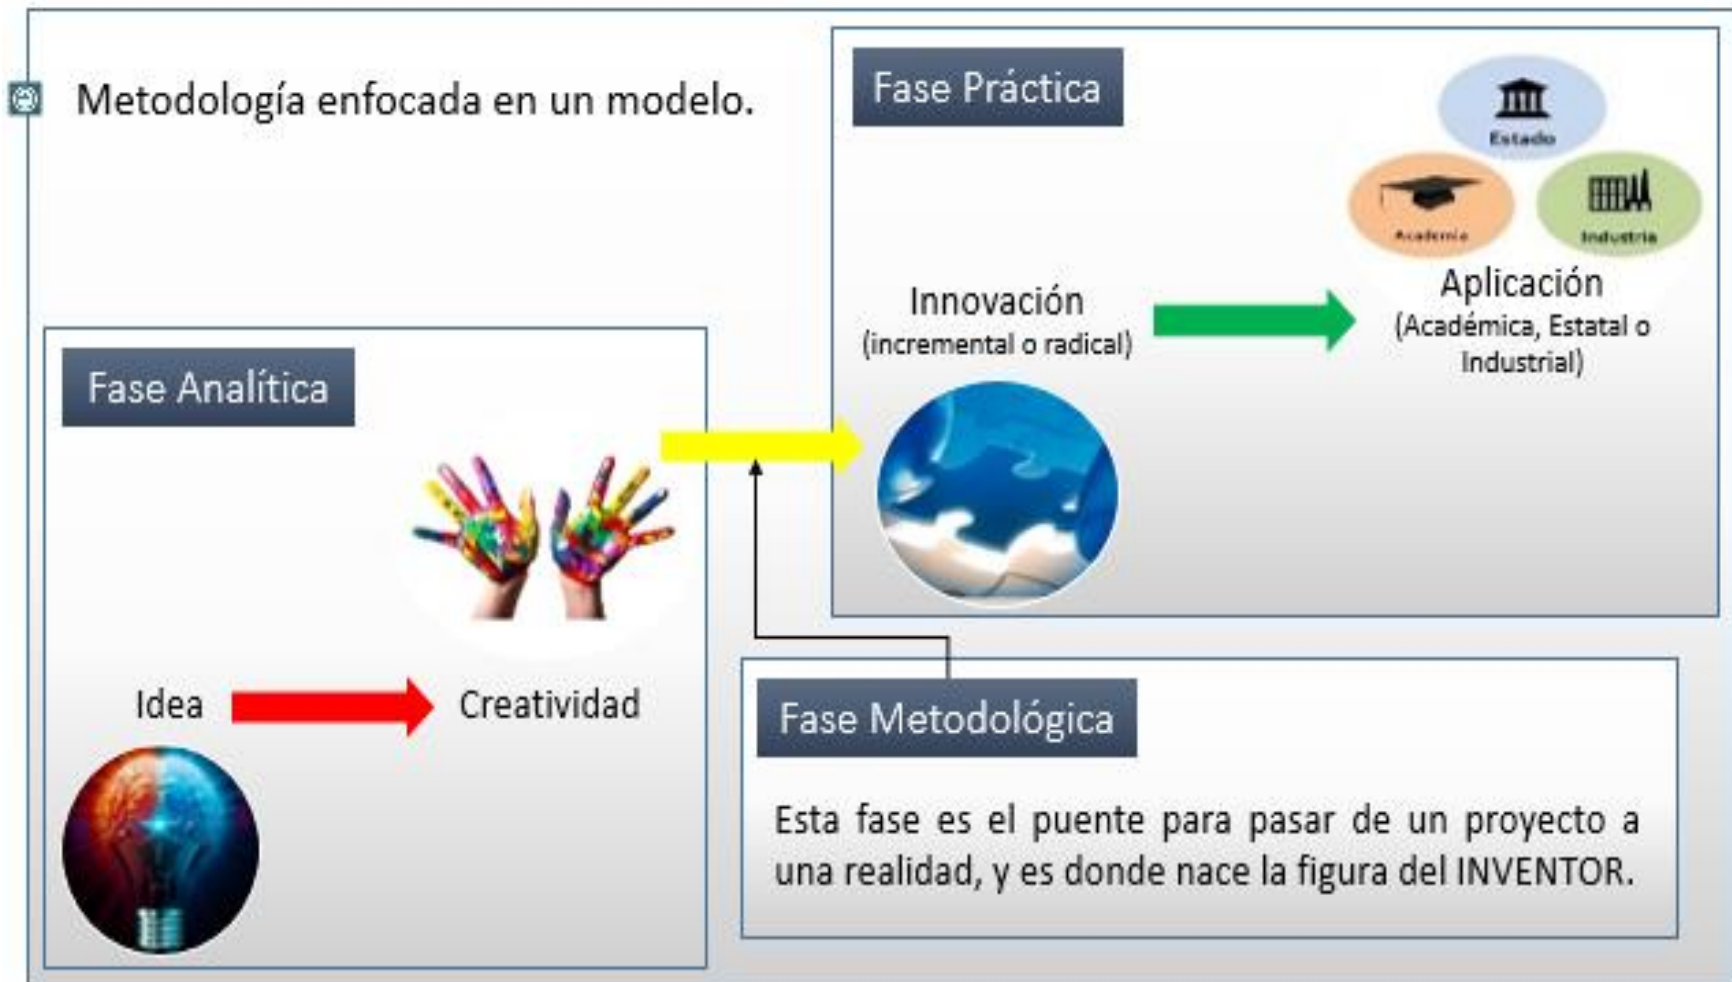 Metodología enfocada en un modelo.
Fase Práctica
Estado
Academia
Industria
Innovación
(incremental o radical)
Aplicación
(Académica, Estatal o
Industrial)
Fase Analítica
Idea
Creatividad
Fase Metodológica
Esta fase es el puente para pasar de un proyecto a
una realidad, y es donde nace la figura del INVENTOR.